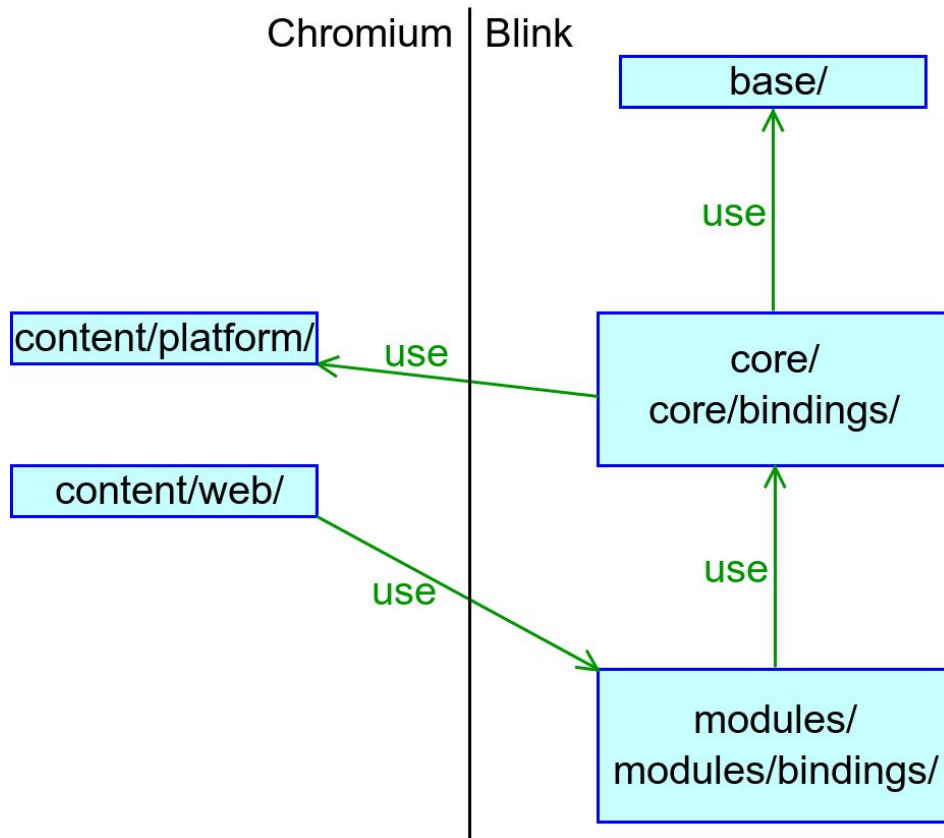 Chromium Blink
base/
use
content/platform/
use
core/
core/bindings/
content/web/
use
use
modules/
modules/bindings/